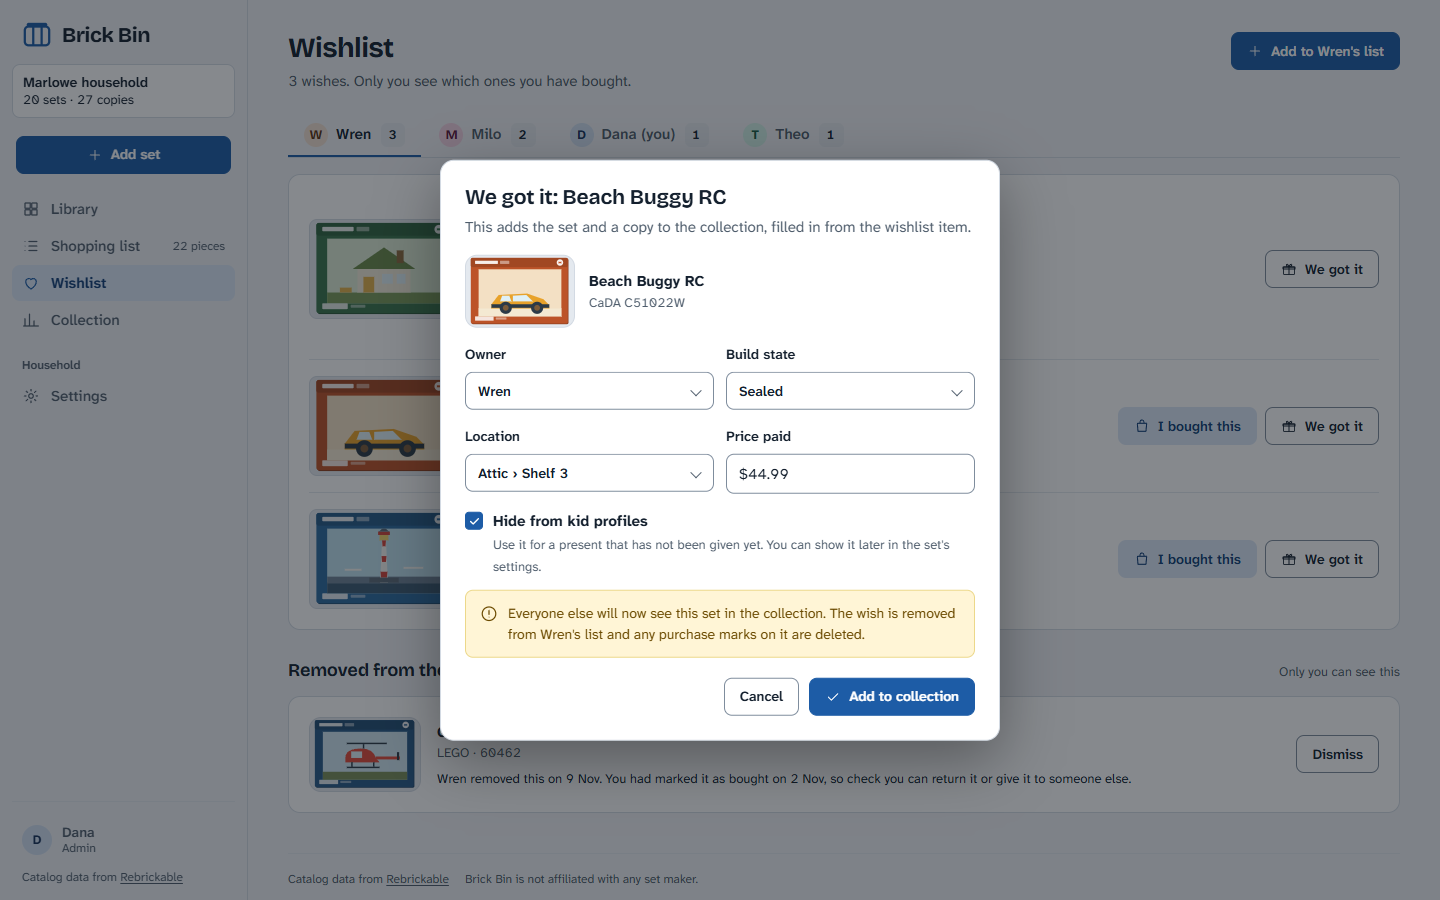 Brick Bin
Marlowe household
20 sets · 27 copies
Add set
Library
Shopping list 22 pieces
Wishlist
Collection
Household
Settings
D Dana
Admin
Catalog data from Rebrickable
Wishlist
3 wishes. Only you see which ones you have bought.
Add to Wren's list
W Wren 3 M Milo 2 D Dana (you) 1 T Theo 1
We got it
I bought this We got it
I bought this We got it
We got it: Beach Buggy RC
This adds the set and a copy to the collection, filled in from the wishlist item.
Beach Buggy RC
CaDA C51022W
Owner Build state
Wren Sealed
Location Price paid
Attic › Shelf 3 $44.99
Hide from kid profiles
Use it for a present that has not been given yet. You can show it later in the set's
settings.
Everyone else will now see this set in the collection. The wish is removed
from Wren's list and any purchase marks on it are deleted.
Cancel Add to collection
Removed from the
Only you can see this
LEGO · 60462
Wren removed this on 9 Nov. You had marked it as bought on 2 Nov, so check you can return it or give it to someone else.
Dismiss
Catalog data from Rebrickable Brick Bin is not affiliated with any set maker.